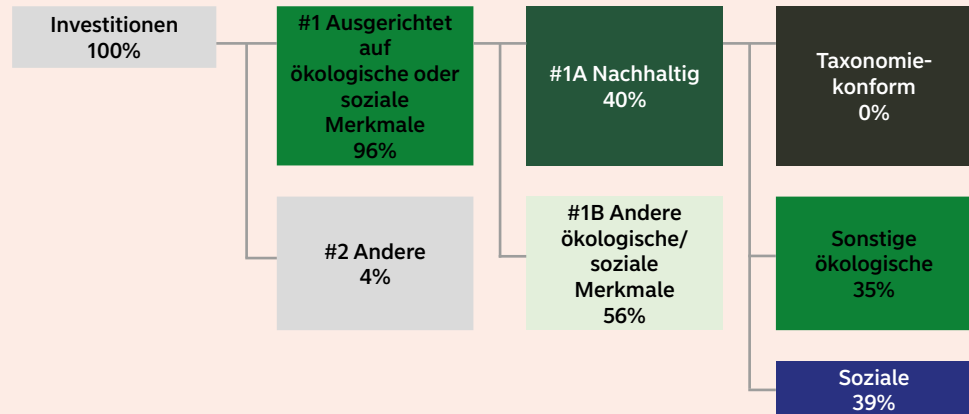 Investitionen
100%
#1 Ausgerichtet
auf
ökologische oder
soziale
Merkmale
96%
#1A Nachhaltig
40%
Taxonomie-
konform
0%
#2 Andere
4%
#1B Andere
ökologische/
soziale
Merkmale
56%
Sonstige
ökologische
35%
Soziale
39%